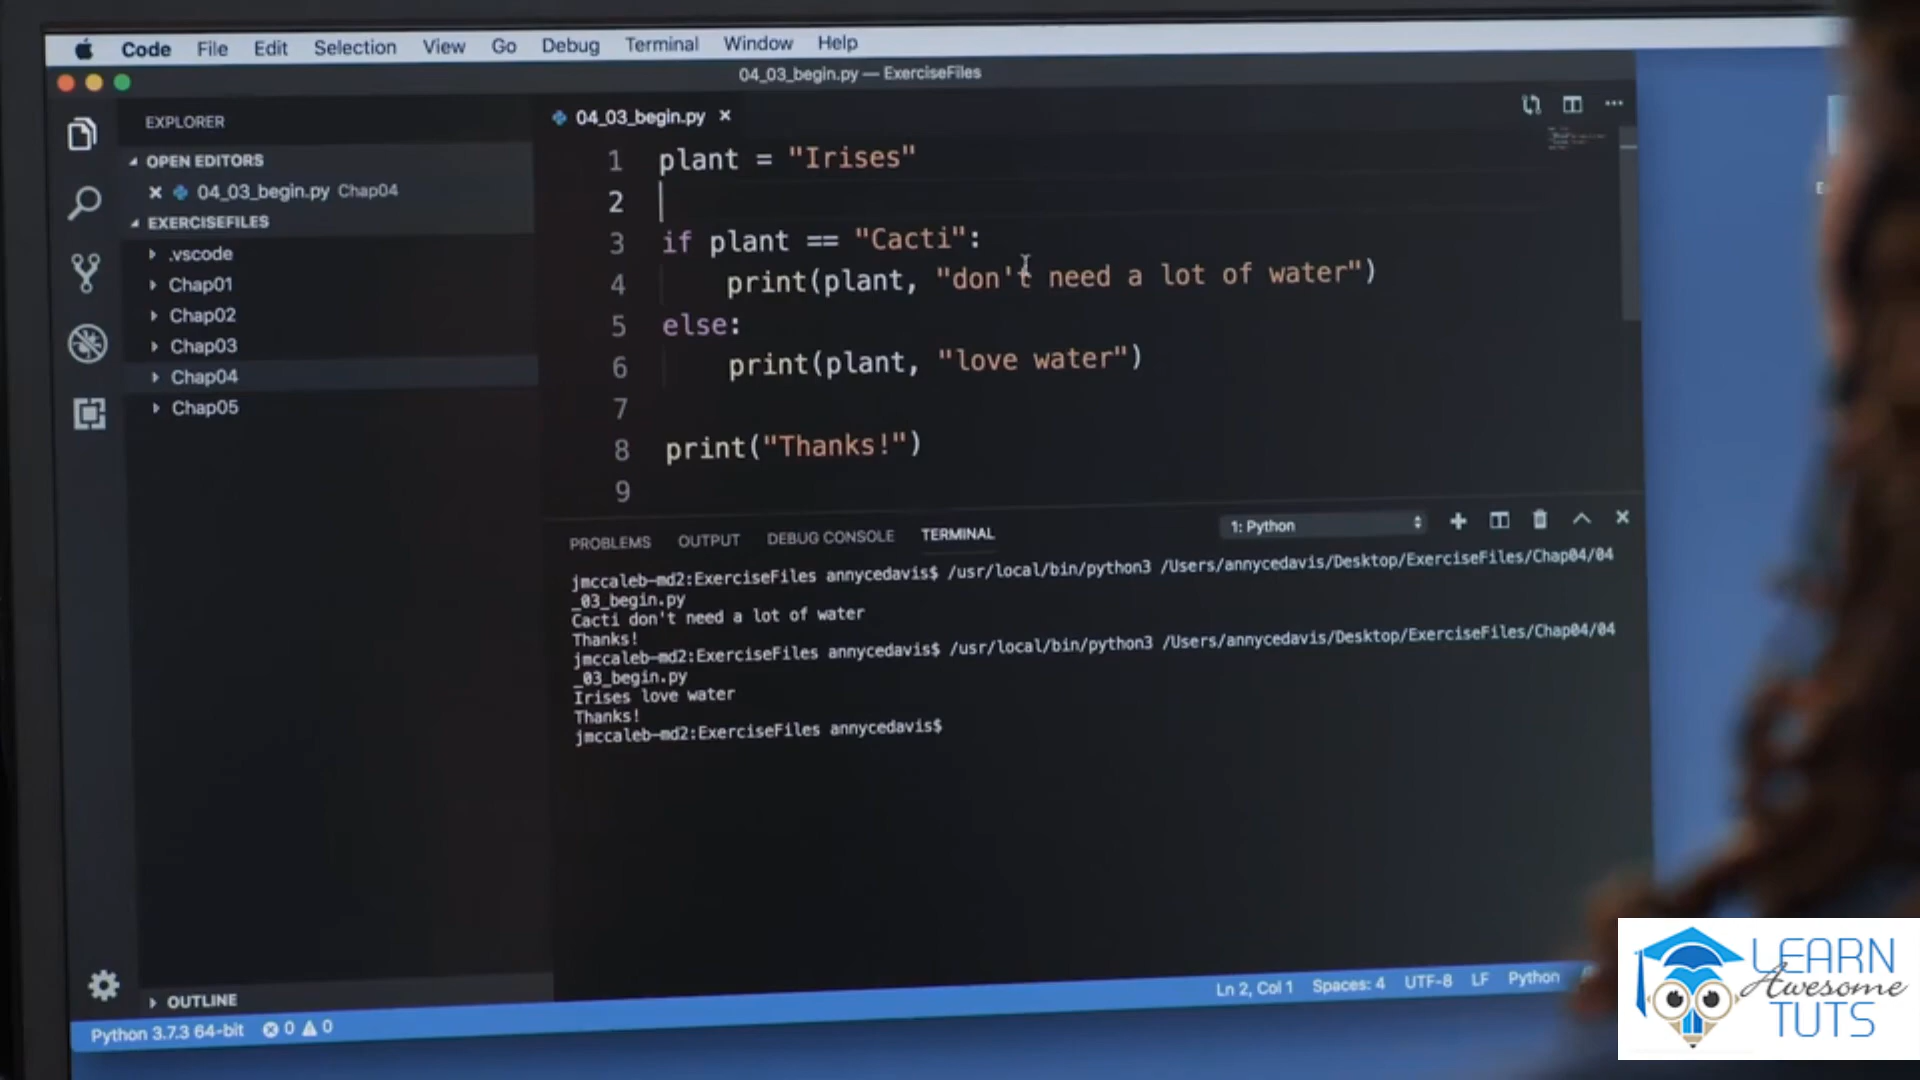 Code File Edit Selection View Go Debug Terminal Window Help
04_03_begin.py — ExerciseFiles
EXPLORER
OPEN EDITORS
04_03_begin.py Chap04
EXERCISEFILES
.vscode
Chap01
Chap02
Chap03
Chap04
Chap05
OUTLINE
04_03_begin.py
1 plant = "Irises"
2
3 if plant == "Cacti":
4 print(plant, "don't need a lot of water")
5 else:
6 print(plant, "love water")
7
8 print("Thanks!")
9
PROBLEMS OUTPUT DEBUG CONSOLE TERMINAL 1: Python
jmccaleb-md2:ExerciseFiles annycedavis$ /usr/local/bin/python3 /Users/annycedavis/Desktop/ExerciseFiles/Chap04/04
_03_begin.py
Cacti don't need a lot of water
Thanks!
jmccaleb-md2:ExerciseFiles annycedavis$ /usr/local/bin/python3 /Users/annycedavis/Desktop/ExerciseFiles/Chap04/04
_03_begin.py
Irises love water
Thanks!
jmccaleb-md2:ExerciseFiles annycedavis$
Python 3.7.3 64-bit 0 0 Ln 2, Col 1 Spaces: 4 UTF-8 LF Python
LEARN
Awesome
TUTS